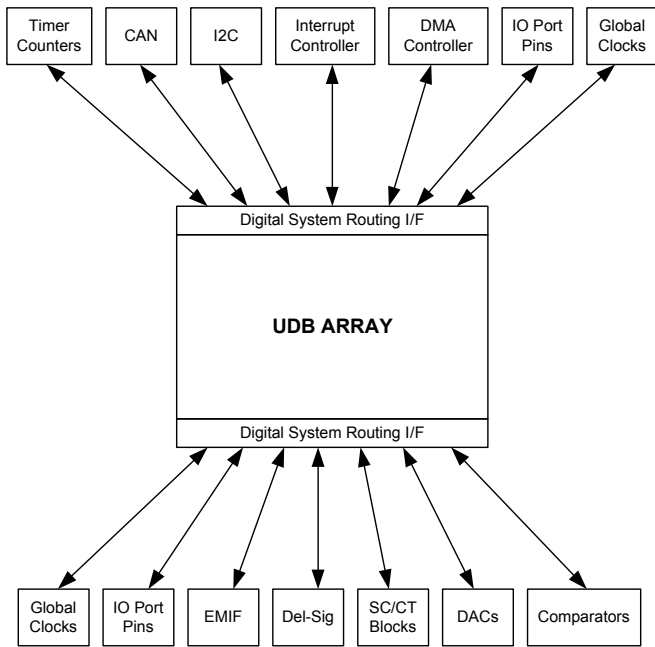 Timer
Counters
CAN
I2C
Interrupt
Controller
DMA
Controller
IO Port
Pins
Global
Clocks
Digital System Routing I/F
UDB ARRAY
Digital System Routing I/F
Global
Clocks
IO Port
Pins
EMIF
Del-Sig
SC/CT
Blocks
DACs
Comparators